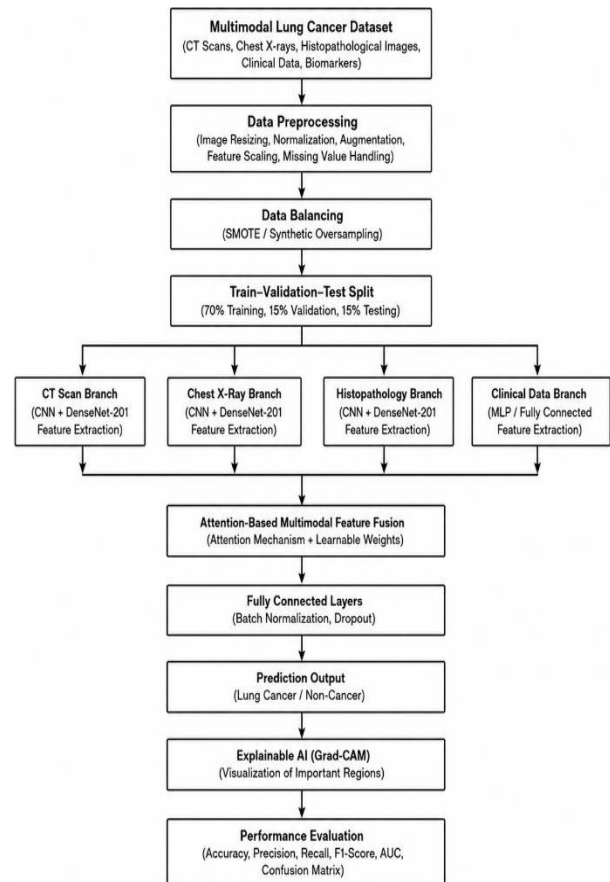 Multimodal Lung Cancer Dataset
(CT Scans, Chest X-rays, Histopathological Images,
Clinical Data, Biomarkers)
Data Preprocessing
(Image Resizing, Normalization, Augmentation,
Feature Scaling, Missing Value Handling)
Data Balancing
(SMOTE / Synthetic Oversampling)
Train–Validation–Test Split
(70% Training, 15% Validation, 15% Testing)
CT Scan Branch
(CNN + DenseNet-201
Feature Extraction)
Chest X-Ray Branch
(CNN + DenseNet-201
Feature Extraction)
Histopathology Branch
(CNN + DenseNet-201
Feature Extraction)
Clinical Data Branch
(MLP / Fully Connected
Feature Extraction)
Attention-Based Multimodal Feature Fusion
(Attention Mechanism + Learnable Weights)
Fully Connected Layers
(Batch Normalization, Dropout)
Prediction Output
(Lung Cancer / Non-Cancer)
Explainable AI (Grad-CAM)
(Visualization of Important Regions)
Performance Evaluation
(Accuracy, Precision, Recall, F1-Score, AUC,
Confusion Matrix)